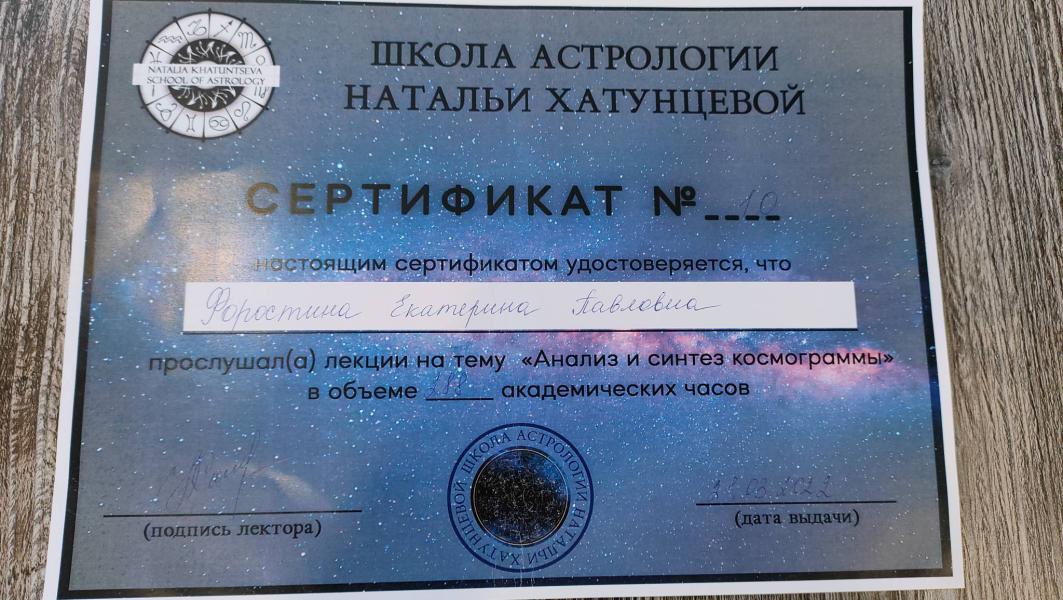 NATALIA KHATUNTSEVA
SCHOOL OF ASTROLOGY
ШКОЛА АСТРОЛОГИИ
НАТАЛЬИ ХАТУНЦЕВОЙ
СЕРТИФИКАТ № 10
настоящим сертификатом удостоверяется, что
Форостина Екатерина Павловна
прослушал(а) лекции на тему «Анализ и синтез космограммы»
в объеме академических часов
(подпись лектора)
ШКОЛА АСТРОЛОГИИ НАТАЛЬИ ХАТУНЦЕВОЙ
(дата выдачи)